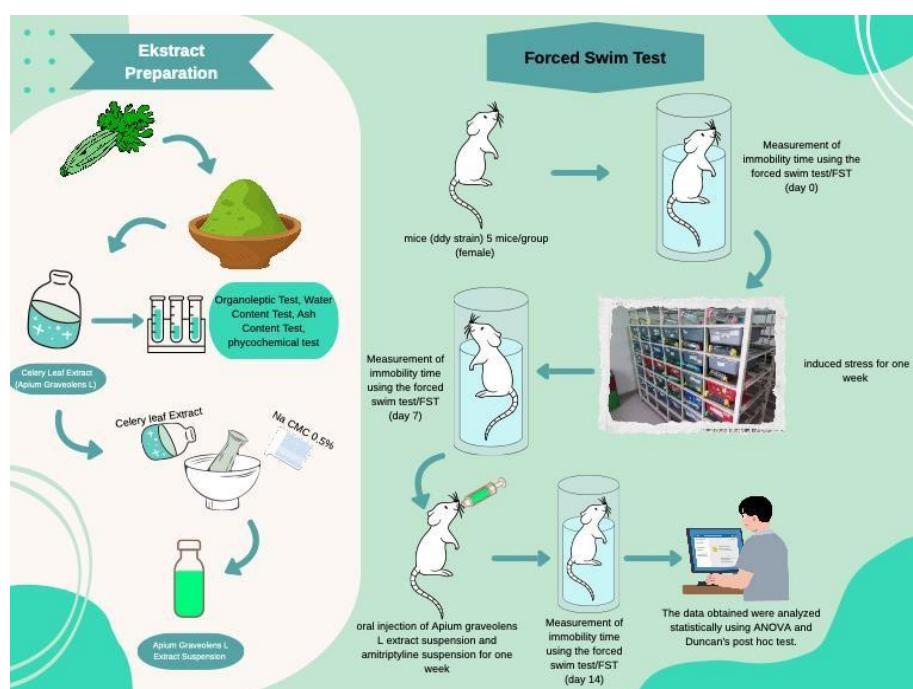 Ekstract
Preparation
Organoleptic Test, Water
Content Test, Ash
Content Test,
phycochemical test
Celery Leaf Extract
(Apium Graveolens L)
Celery leaf Extract
Na CMC 0.5%
Apium Graveolens L
Extract Suspension
Forced Swim Test
mice (ddy strain) 5 mice/group
(female)
Measurement of
immobility time using the
forced swim test/FST
(day 0)
induced stress for one
week
Measurement of
immobility time
using the forced
swim test/FST
(day 7)
oral injection of Apium graveolens
L extract suspension and
amitriptyline suspension for one
week
Measurement of
immobility time
using the forced
swim test/FST
(day 14)
The data obtained were analyzed
statistically using ANOVA and
Duncan's post hoc test.